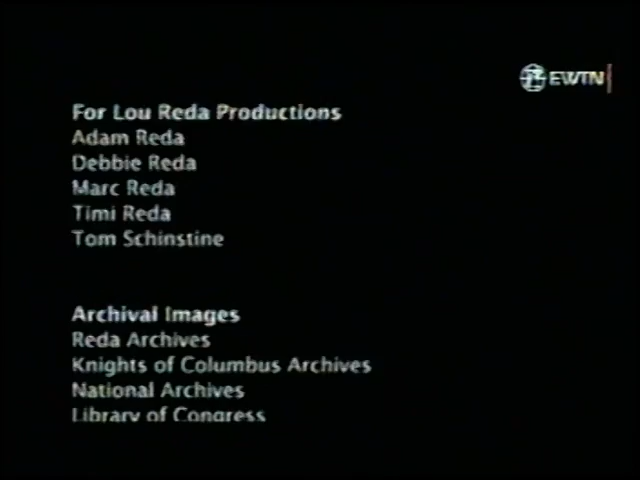 EWTN
For Lou Reda Productions
Adam Reda
Debbie Reda
Marc Reda
Timi Reda
Tom Schinstine
Archival Images
Reda Archives
Knights of Columbus Archives
National Archives
Library of Congress